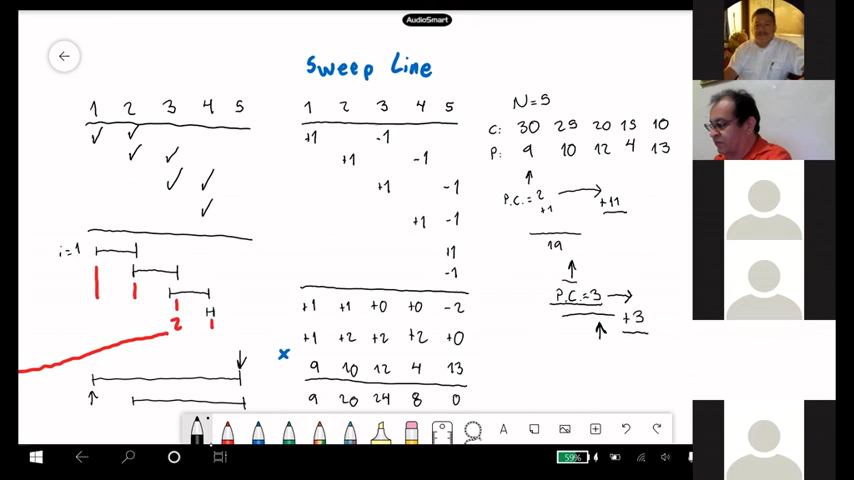 AudioSmart
Sweep Line
1 2 3 4 5
1 2 3 4 5
+1 -1
+1 -1
+1 -1
+1 -1
+1
-1
+1 +1 +0 +0 -2
+1 +2 +2 +2 +0
× 9 10 12 4 13
9 20 24 8 0
i=1
1
2 1
N=5
C: 30 25 20 15 10
P: 9 10 12 4 13
P.C.=2 +11
+1
19
P.C.=3
+3
A
59%